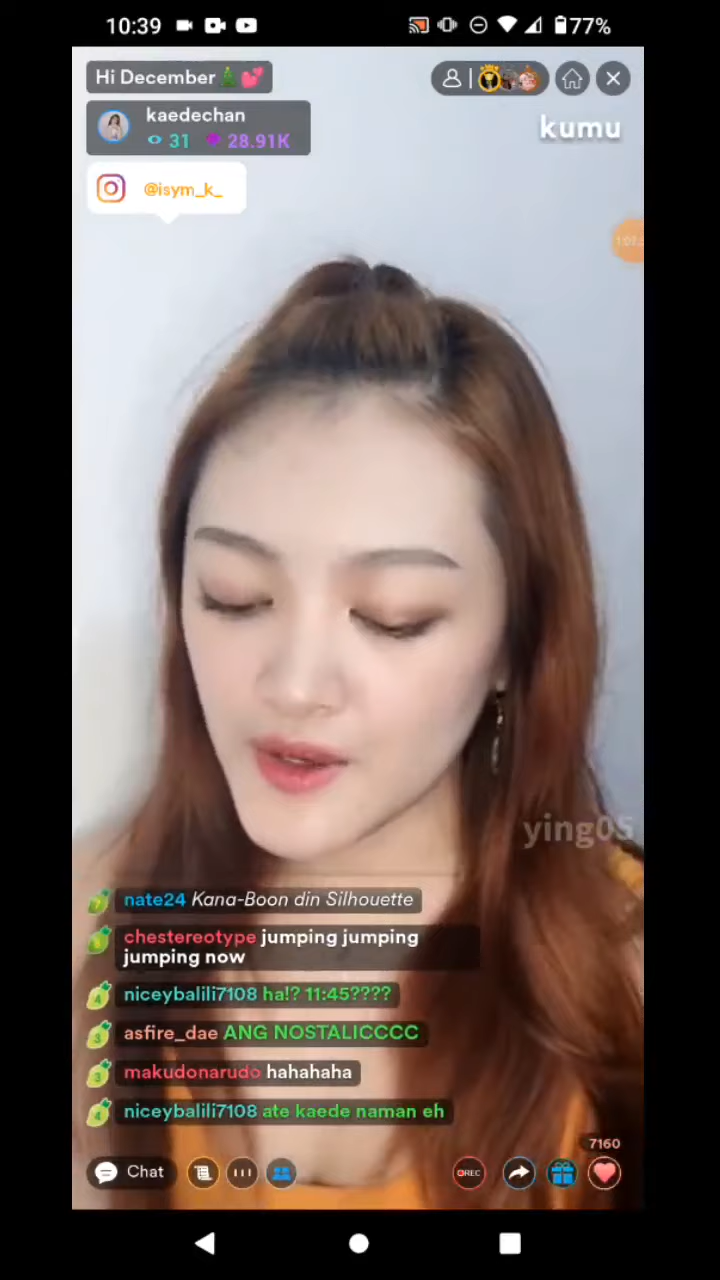 10:39
77%
Hi December
kaedechan
31 28.91K
kumu
@isym_k_
ying05
nate24 Kana-Boon din Silhouette
chestereotype jumping jumping
jumping now
niceybalili7108 ha!? 11:45????
asfire_dae ANG NOSTALICCCC
makudonarudo hahahaha
niceybalili7108 ate kaede naman eh
7160
Chat
REC